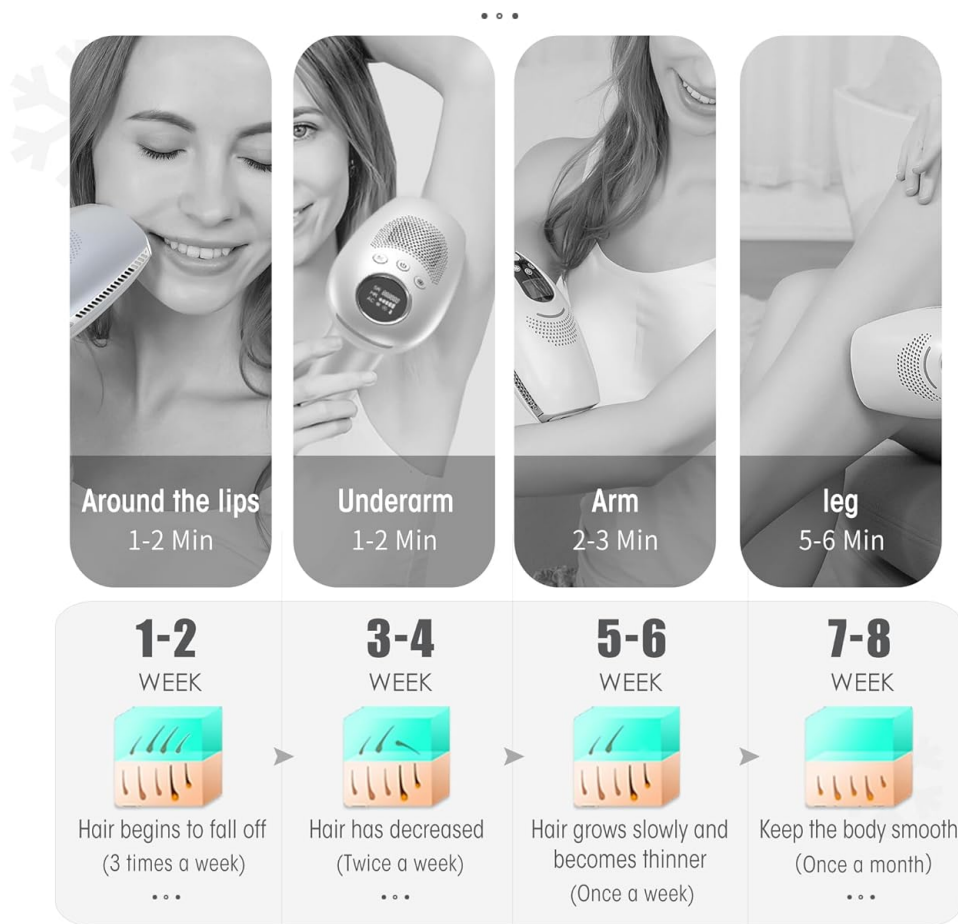 Around the lips
1-2 Min
Underarm
1-2 Min
Arm
2-3 Min
leg
5-6 Min
1-2
WEEK
Hair begins to fall off
(3 times a week)
3-4
WEEK
Hair has decreased
(Twice a week)
5-6
WEEK
Hair grows slowly and
becomes thinner
(Once a week)
7-8
WEEK
Keep the body smooth
(Once a month)